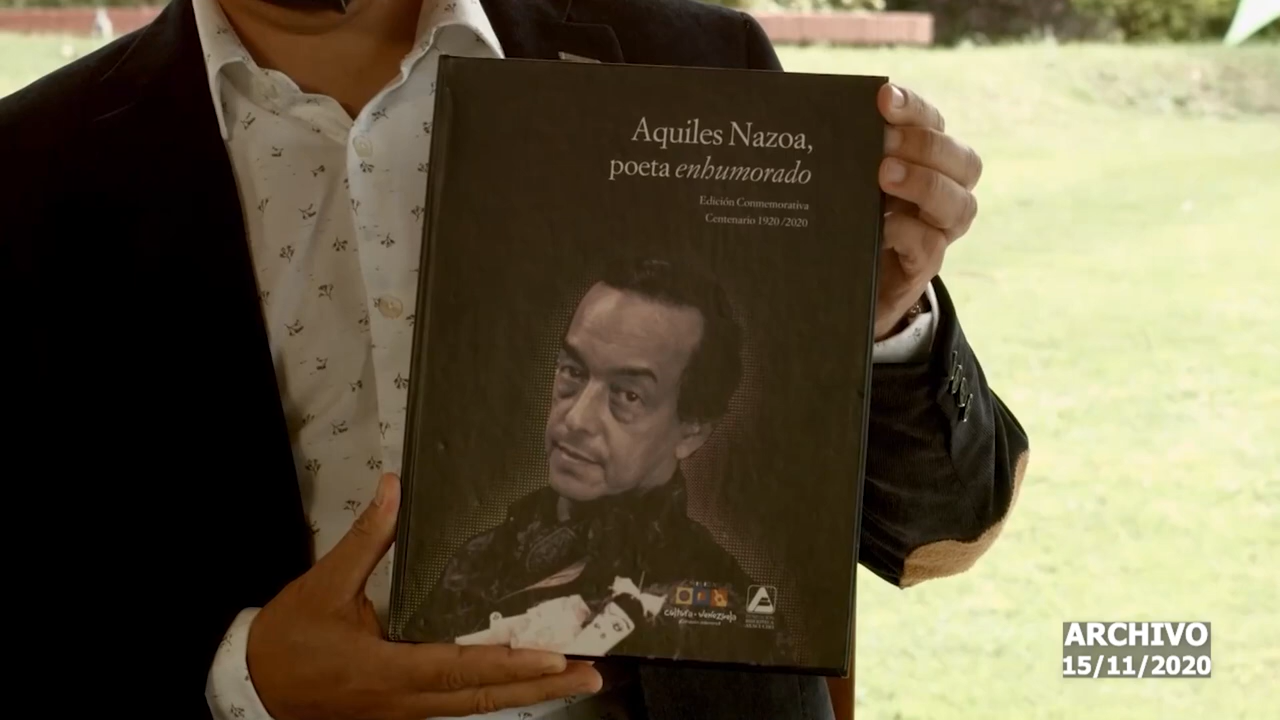 Aquiles Nazoa,
poeta enhumorado
Edición Conmemorativa
Centenario 1920/2020
cultura venezuela
ARCHIVO
15/11/2020